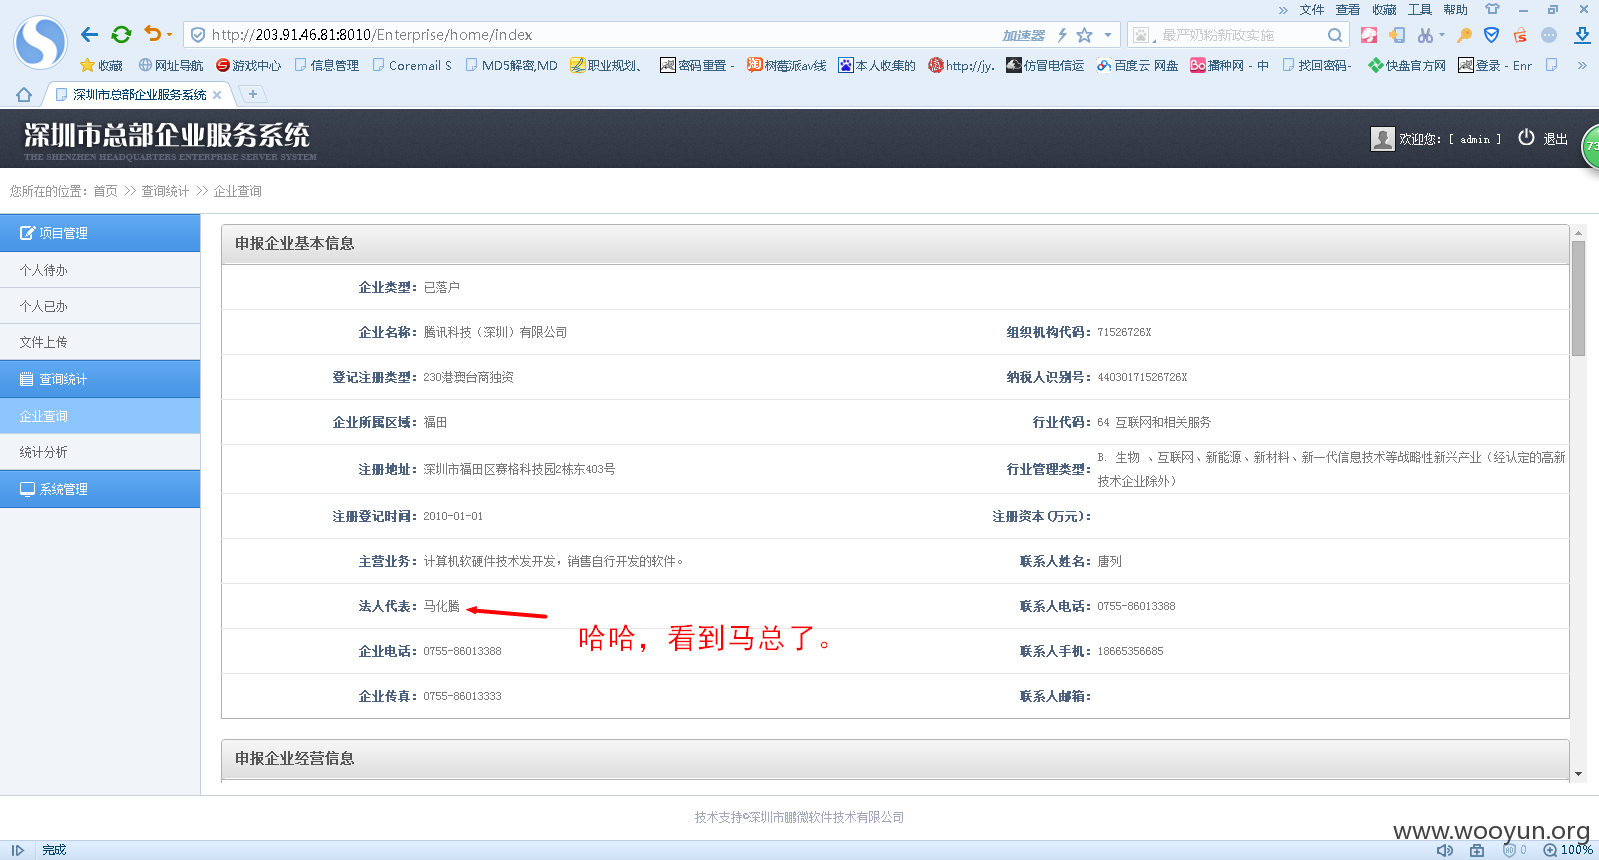 » 文件 查看 收藏 工具 帮助
http://203.91.46.81:8010/Enterprise/home/index 加速器 最严奶粉新政实施
收藏 网址导航 游戏中心 信息管理 Coremail S MD5解密,MD 职业规划、 密码重置 - 树莓派av线 本人收集的 http://jy. 仿冒电信运 百度云 网盘 播种网 - 中 找回密码- 快盘官方网 登录 - Enr »
深圳市总部企业服务系统
深圳市总部企业服务系统
THE SHENZHEN HEADQUARTERS ENTERPRISE SERVER SYSTEM
欢迎您：[ admin ] 退出
73
您所在的位置：首页 >> 查询统计 >> 企业查询
项目管理
个人待办
个人已办
文件上传
查询统计
企业查询
统计分析
系统管理
申报企业基本信息
企业类型： 已落户
企业名称： 腾讯科技（深圳）有限公司 组织机构代码： 71526726X
登记注册类型： 230港澳台商独资 纳税人识别号： 44030171526726X
企业所属区域： 福田 行业代码： 64 互联网和相关服务
注册地址： 深圳市福田区赛格科技园2栋东403号 行业管理类型： B. 生物 、互联网、新能源、新材料、新一代信息技术等战略性新兴产业（经认定的高新
技术企业除外）
注册登记时间： 2010-01-01 注册资本(万元)：
主营业务： 计算机软硬件技术发开发，销售自行开发的软件。 联系人姓名： 唐列
法人代表： 马化腾 联系人电话： 0755-86013388
哈哈，看到马总了。
企业电话： 0755-86013388 联系人手机： 18665356685
企业传真： 0755-86013333 联系人邮箱：
申报企业经营信息
技术支持©深圳市鹏微软件技术有限公司
www.wooyun.org
完成 0 100%